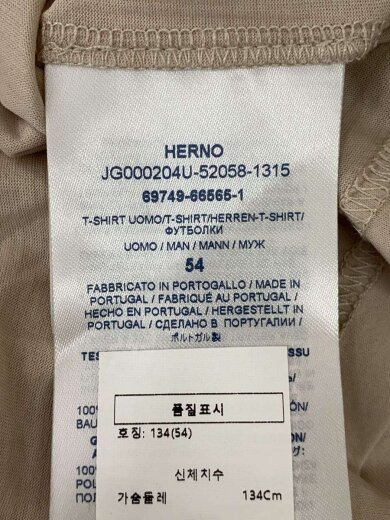 HERNO
JG000204U-52058-1315
69749-66565-1
T-SHIRT UOMO/T-SHIRT/HERREN-T-SHIRT/
ФУТБОЛКИ
UOMO / MAN / MANN / МУЖ
54
FABBRICATO IN PORTOGALLO / MADE IN
PORTUGAL / FABRIQUÉ AU PORTUGAL /
HECHO EN PORTUGAL / HERGESTELLT IN
PORTUGAL / СДЕЛАНО В ПОРТУГАЛИИ /
ポルトガル製
품질표시
호칭: 134(54)
신체치수
가슴둘레 134Cm